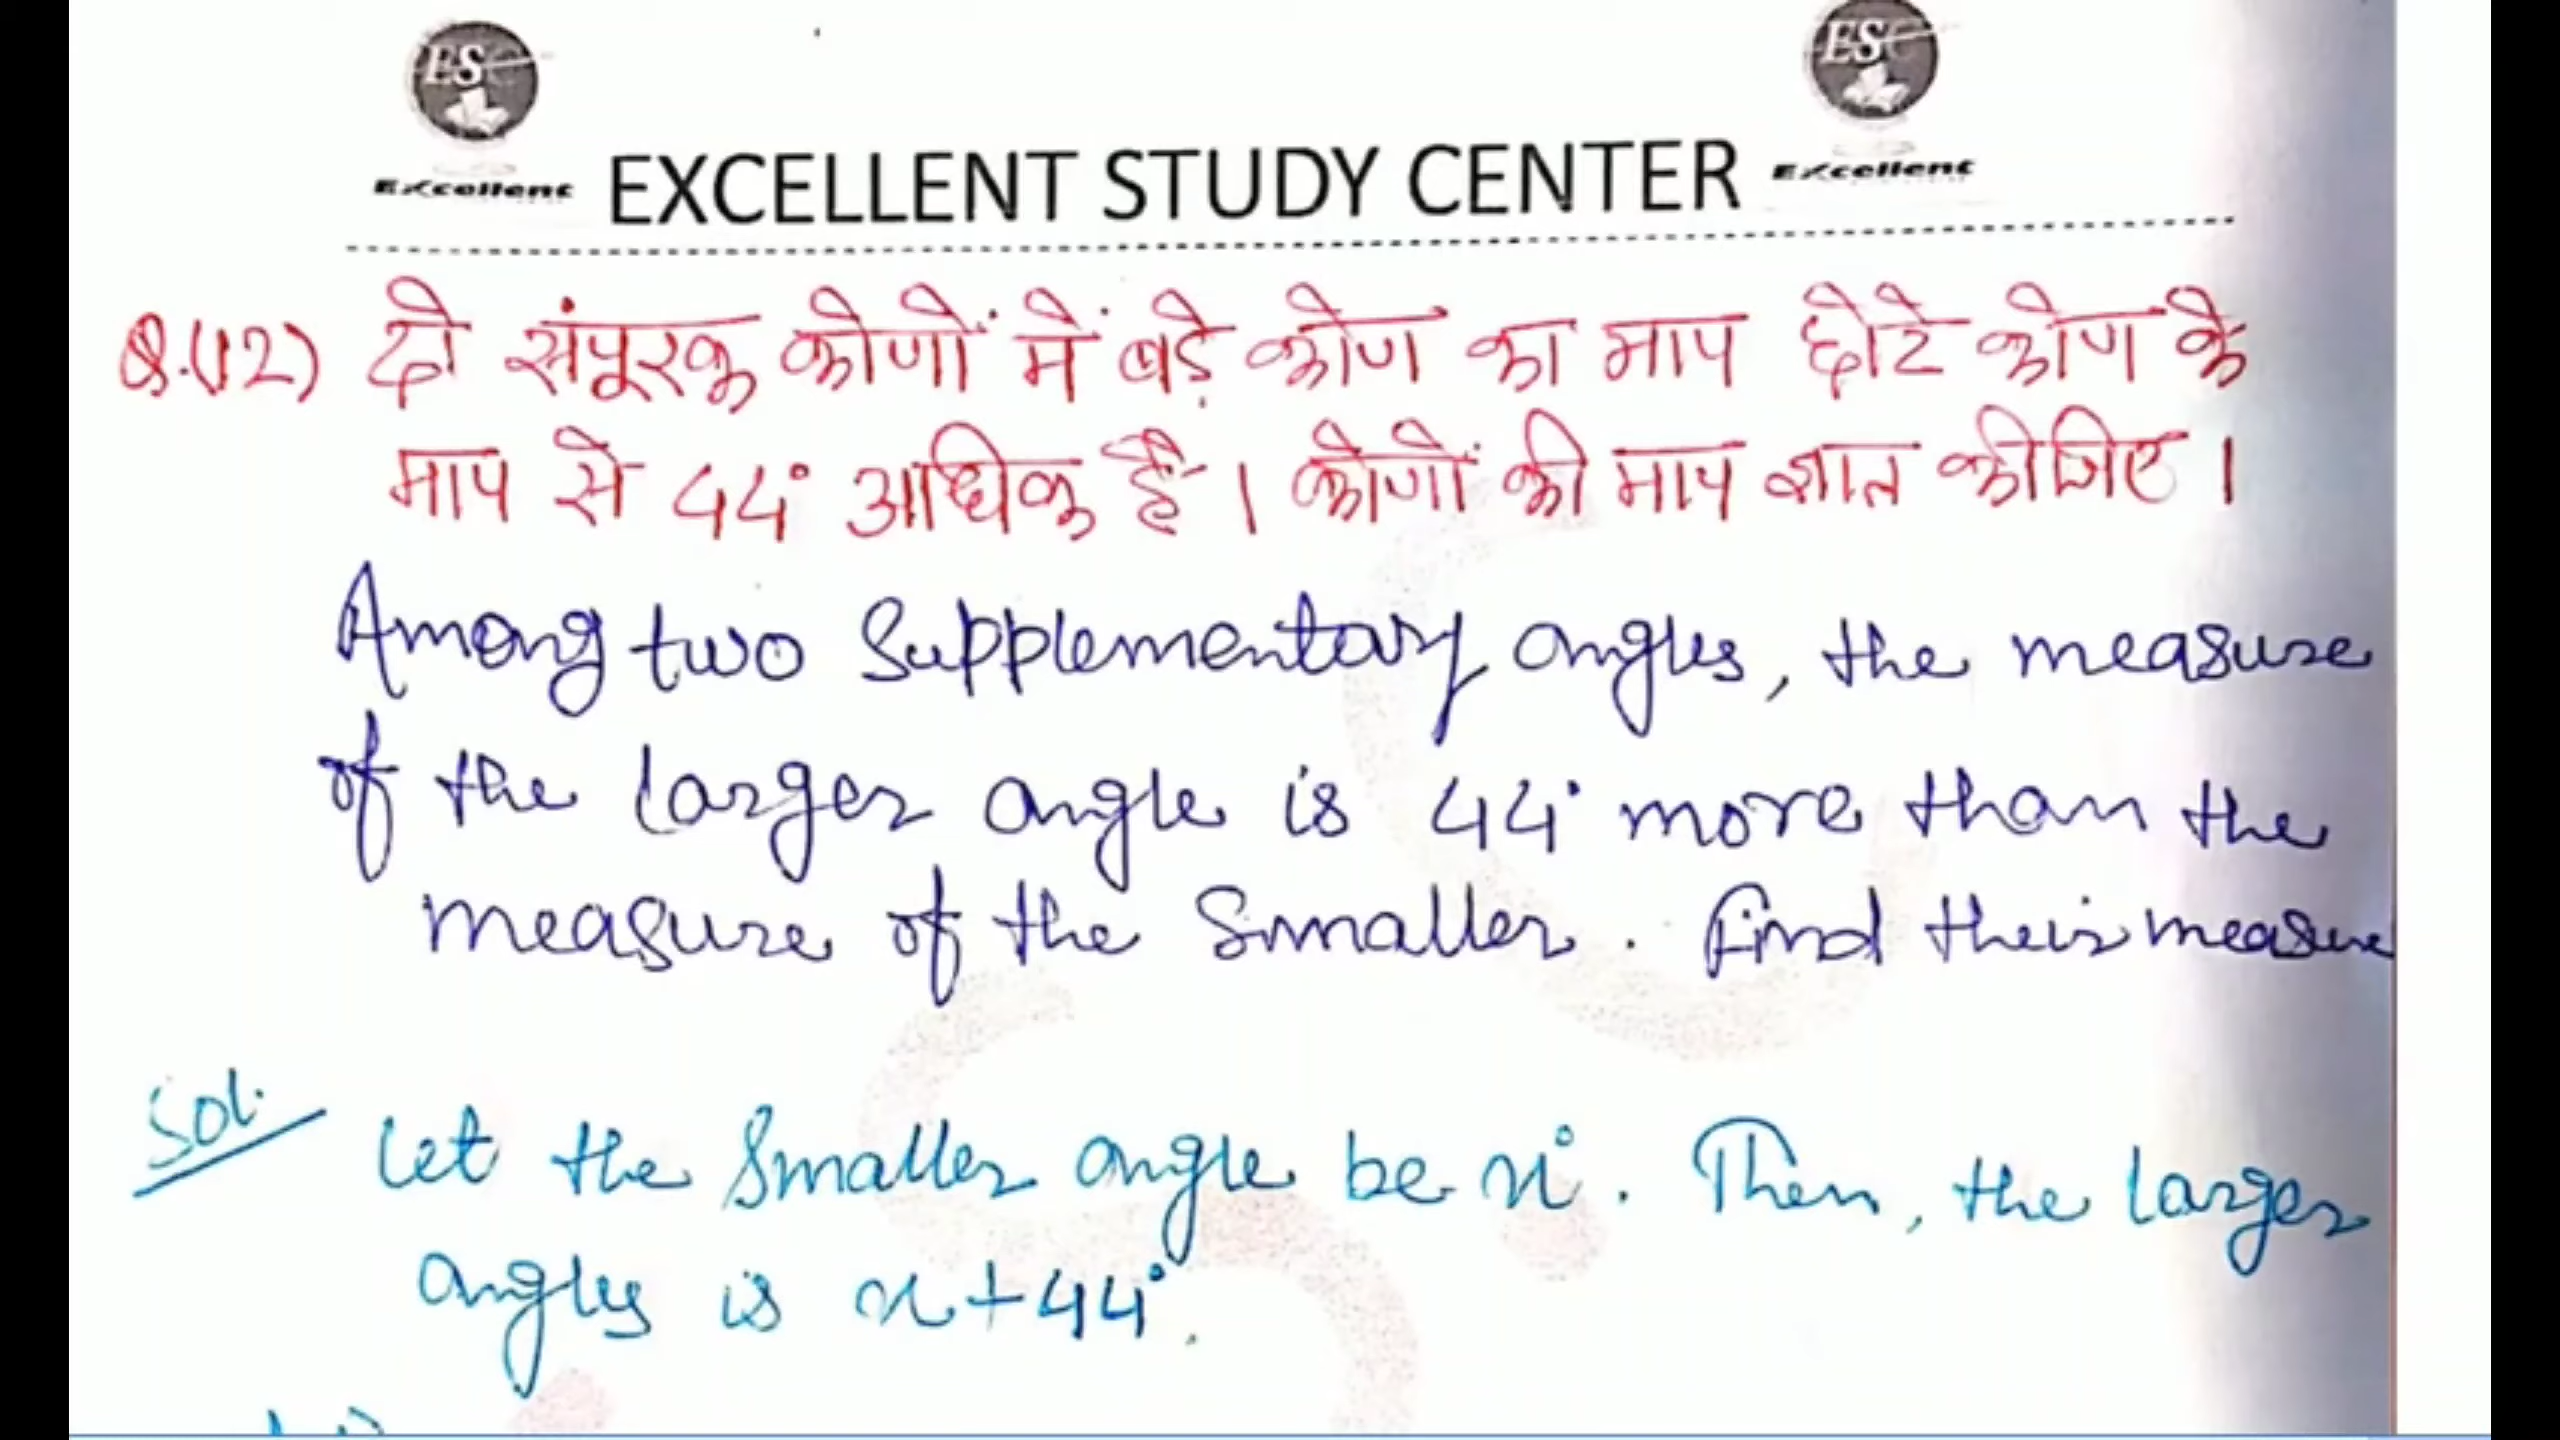 ESC
ESC
Excellent EXCELLENT STUDY CENTER Excellent
Q.(12) दो संपूरक कोणों में बड़े कोण का माप छोटे कोण के
माप से 44° अधिक है । कोणों की माप ज्ञात कीजिए ।
Among two Supplementary angles, the measure
of the larger angle is 44° more than the
measure of the Smaller. Find their measure
Sol. Let the Smaller angle be x°. Then, the larger
angles is x+44°.